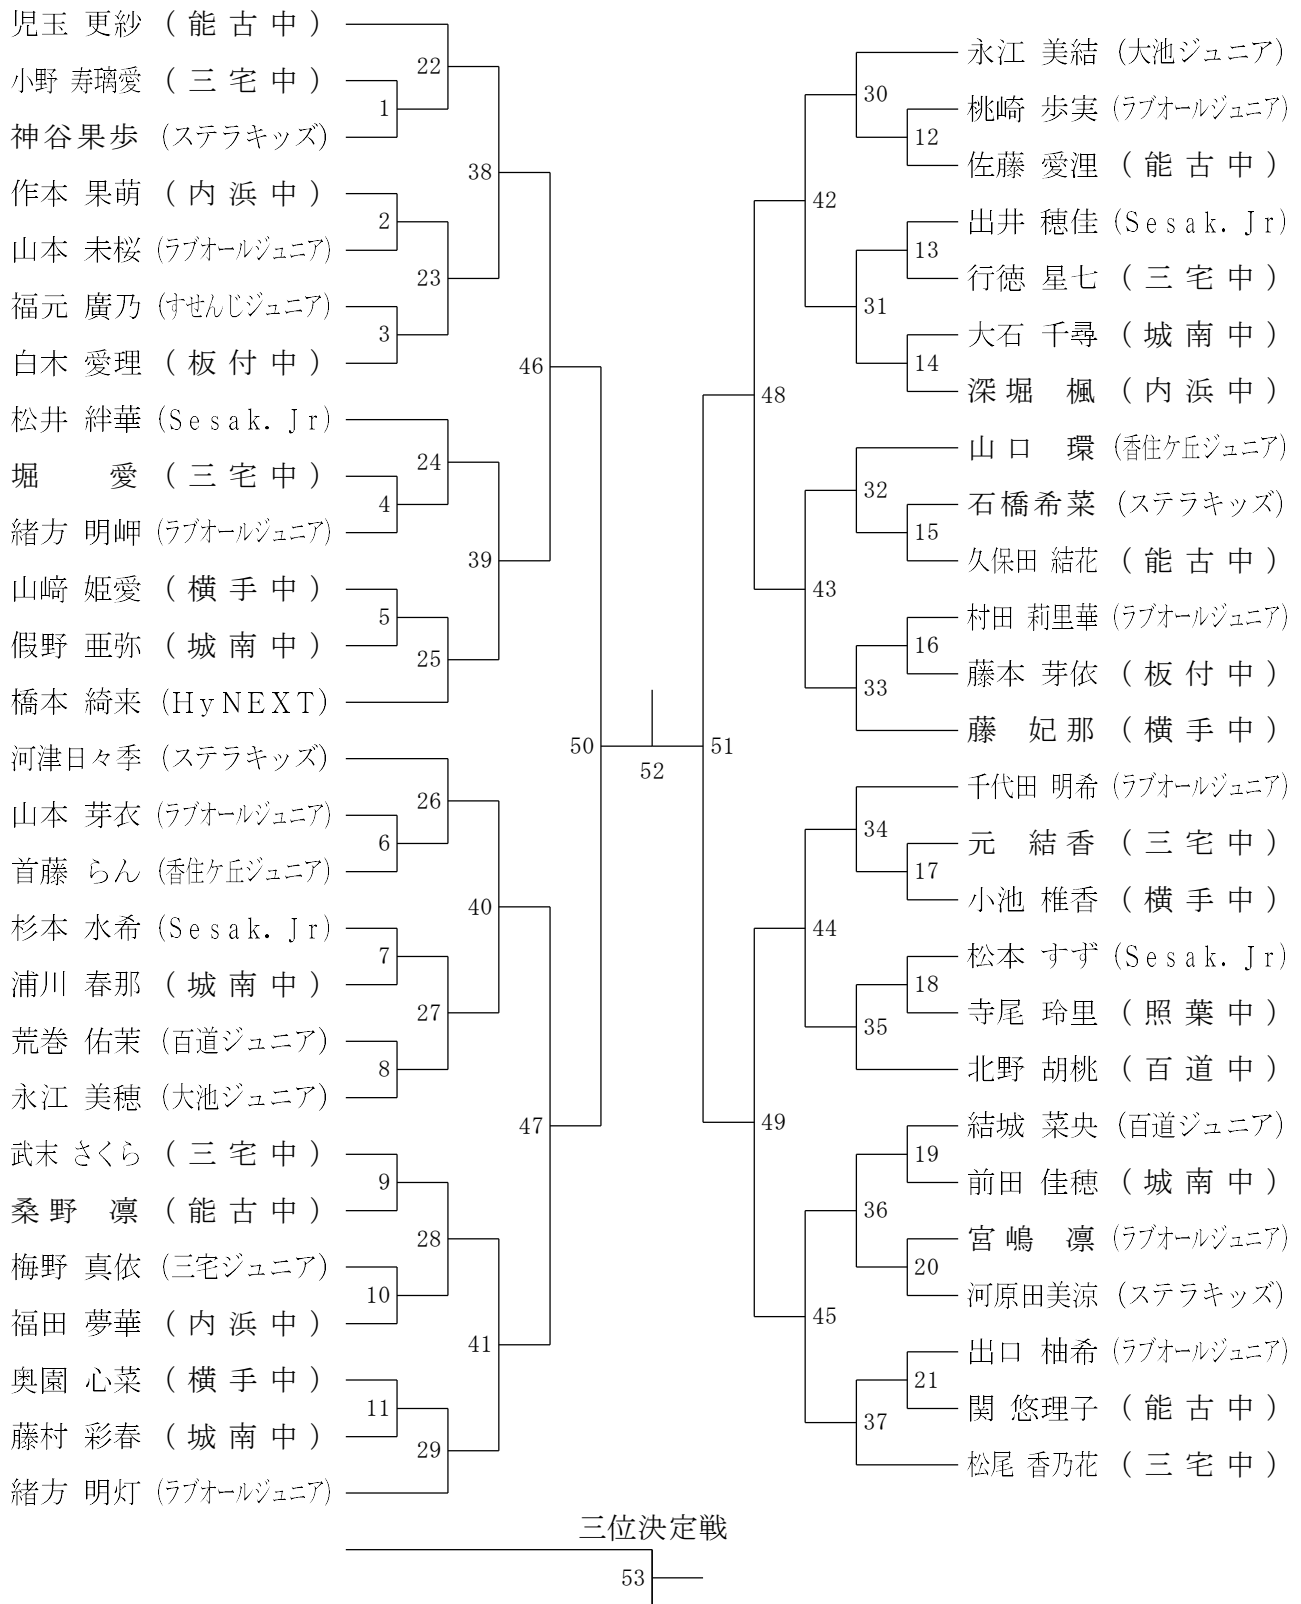 児玉 更紗 (能古中)
22
小野 寿璃愛 (三宅中)
1
神谷果歩 (ステラキッズ)
38
作本 果萌 (内浜中)
2
山本 未桜 (ラブオールジュニア)
23
福元 廣乃 (すせんじジュニア)
3
白木 愛理 (板付中)
46
松井 絆華 (Sesak. Jr)
24
堀 愛 (三宅中)
4
緒方 明岬 (ラブオールジュニア)
39
山﨑 姫愛 (横手中)
5
假野 亜弥 (城南中)
25
橋本 綺来 (HyNEXT)
50
河津日々季 (ステラキッズ)
26
山本 芽衣 (ラブオールジュニア)
6
首藤 らん (香住ケ丘ジュニア)
40
杉本 水希 (Sesak. Jr)
7
浦川 春那 (城南中)
27
荒巻 佑茉 (百道ジュニア)
8
永江 美穂 (大池ジュニア)
47
武末 さくら (三宅中)
9
桑野 凛 (能古中)
28
梅野 真依 (三宅ジュニア)
10
福田 夢華 (内浜中)
41
奥園 心菜 (横手中)
11
藤村 彩春 (城南中)
29
緒方 明灯 (ラブオールジュニア)
52
永江 美結 (大池ジュニア)
30
桃崎 歩実 (ラブオールジュニア)
12
佐藤 愛浬 (能古中)
42
出井 穂佳 (Sesak. Jr)
13
行徳 星七 (三宅中)
31
大石 千尋 (城南中)
14
深堀 楓 (内浜中)
48
山口 環 (香住ケ丘ジュニア)
32
石橋希菜 (ステラキッズ)
15
久保田 結花 (能古中)
43
村田 莉里華 (ラブオールジュニア)
16
藤本 芽依 (板付中)
33
藤 妃那 (横手中)
51
千代田 明希 (ラブオールジュニア)
34
元 結香 (三宅中)
17
小池 椎香 (横手中)
44
松本 すず (Sesak. Jr)
18
寺尾 玲里 (照葉中)
35
北野 胡桃 (百道中)
49
結城 菜央 (百道ジュニア)
19
前田 佳穂 (城南中)
36
宮嶋 凛 (ラブオールジュニア)
20
河原田美涼 (ステラキッズ)
45
出口 柚希 (ラブオールジュニア)
21
関 悠理子 (能古中)
37
松尾 香乃花 (三宅中)
三位決定戦
53